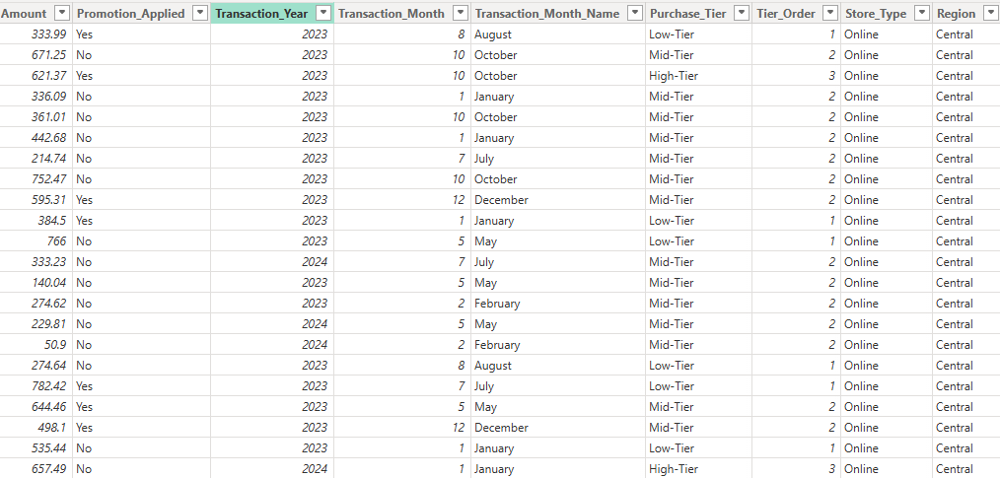 Amount Promotion_Applied Transaction_Year Transaction_Month Transaction_Month_Name Purchase_Tier Tier_Order Store_Type Region
333.99 Yes 2023 8 August Low-Tier 1 Online Central
671.25 No 2023 10 October Mid-Tier 2 Online Central
621.37 Yes 2023 10 October High-Tier 3 Online Central
336.09 No 2023 1 January Mid-Tier 2 Online Central
361.01 No 2023 10 October Mid-Tier 2 Online Central
442.68 No 2023 1 January Mid-Tier 2 Online Central
214.74 No 2023 7 July Mid-Tier 2 Online Central
752.47 No 2023 10 October Mid-Tier 2 Online Central
595.31 Yes 2023 12 December Mid-Tier 2 Online Central
384.5 Yes 2023 1 January Low-Tier 1 Online Central
766 No 2023 5 May Low-Tier 1 Online Central
333.23 No 2024 7 July Mid-Tier 2 Online Central
140.04 No 2023 5 May Mid-Tier 2 Online Central
274.62 No 2023 2 February Mid-Tier 2 Online Central
229.81 No 2024 5 May Mid-Tier 2 Online Central
50.9 No 2024 2 February Mid-Tier 2 Online Central
274.64 No 2023 8 August Low-Tier 1 Online Central
782.42 Yes 2023 7 July Low-Tier 1 Online Central
644.46 Yes 2023 5 May Mid-Tier 2 Online Central
498.1 Yes 2023 12 December Mid-Tier 2 Online Central
535.44 No 2023 1 January Low-Tier 1 Online Central
657.49 No 2024 1 January High-Tier 3 Online Central